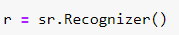 r = sr.Recognizer()